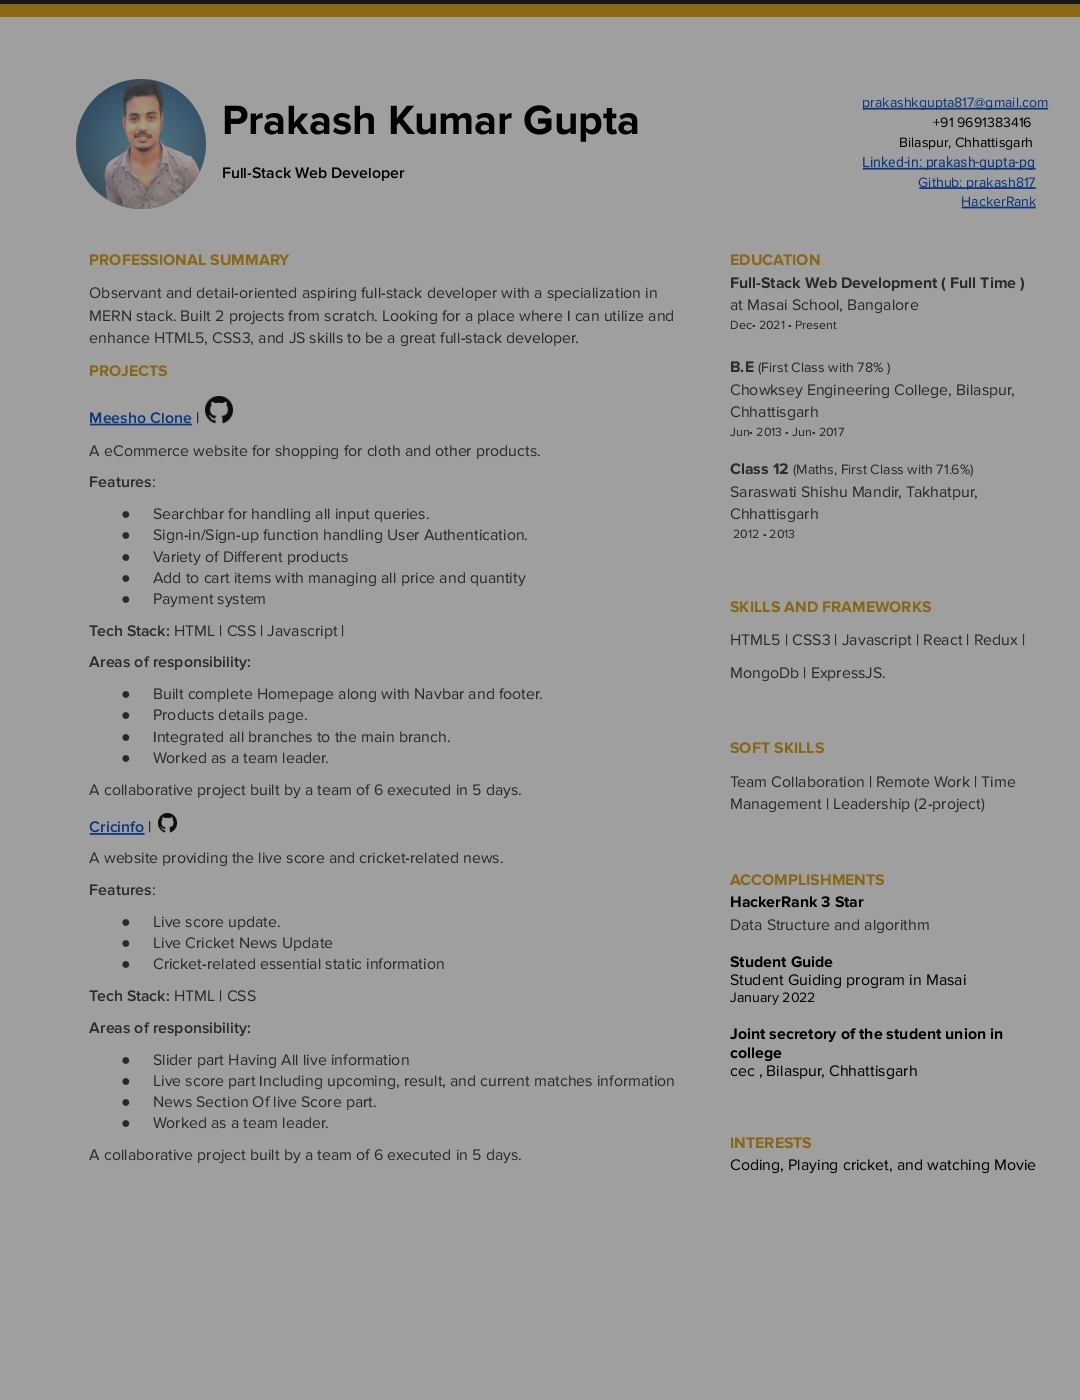 Prakash Kumar Gupta
Full-Stack Web Developer
prakashkgupta817@gmail.com
+91 9691383416
Bilaspur, Chhattisgarh
Linked-in: prakash-gupta-pg
Github: prakash817
HackerRank
PROFESSIONAL SUMMARY
Observant and detail-oriented aspiring full-stack developer with a specialization in
MERN stack. Built 2 projects from scratch. Looking for a place where I can utilize and
enhance HTML5, CSS3, and JS skills to be a great full-stack developer.
PROJECTS
Meesho Clone |
A eCommerce website for shopping for cloth and other products.
Features:
● Searchbar for handling all input queries.
● Sign-in/Sign-up function handling User Authentication.
● Variety of Different products
● Add to cart items with managing all price and quantity
● Payment system
Tech Stack: HTML | CSS | Javascript |
Areas of responsibility:
● Built complete Homepage along with Navbar and footer.
● Products details page.
● Integrated all branches to the main branch.
● Worked as a team leader.
A collaborative project built by a team of 6 executed in 5 days.
Cricinfo |
A website providing the live score and cricket-related news.
Features:
● Live score update.
● Live Cricket News Update
● Cricket-related essential static information
Tech Stack: HTML | CSS
Areas of responsibility:
● Slider part Having All live information
● Live score part Including upcoming, result, and current matches information
● News Section Of live Score part.
● Worked as a team leader.
A collaborative project built by a team of 6 executed in 5 days.
EDUCATION
Full-Stack Web Development ( Full Time )
at Masai School, Bangalore
Dec• 2021 • Present
B.E (First Class with 78% )
Chowksey Engineering College, Bilaspur,
Chhattisgarh
Jun• 2013 • Jun• 2017
Class 12 (Maths, First Class with 71.6%)
Saraswati Shishu Mandir, Takhatpur,
Chhattisgarh
2012 • 2013
SKILLS AND FRAMEWORKS
HTML5 | CSS3 | Javascript | React | Redux |
MongoDb | ExpressJS.
SOFT SKILLS
Team Collaboration | Remote Work | Time
Management | Leadership (2-project)
ACCOMPLISHMENTS
HackerRank 3 Star
Data Structure and algorithm
Student Guide
Student Guiding program in Masai
January 2022
Joint secretory of the student union in
college
cec , Bilaspur, Chhattisgarh
INTERESTS
Coding, Playing cricket, and watching Movie